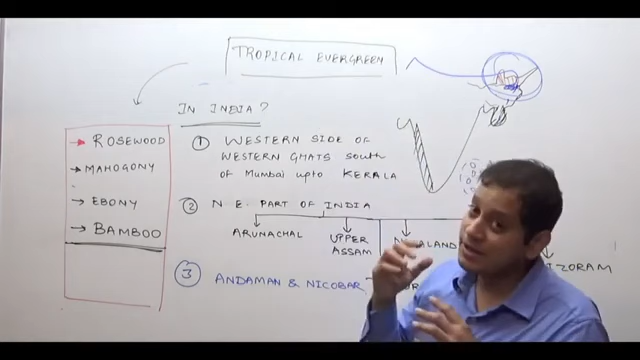 TROPICAL EVERGREEN
IN INDIA?
ROSEWOOD
MAHOGONY
EBONY
BAMBOO
① WESTERN SIDE OF
WESTERN GHATS SOUTH
OF MUMBAI UPTO KERALA
② N.E. PART OF INDIA
ARUNACHAL
UPPER
ASSAM
③ ANDAMAN & NICOBAR